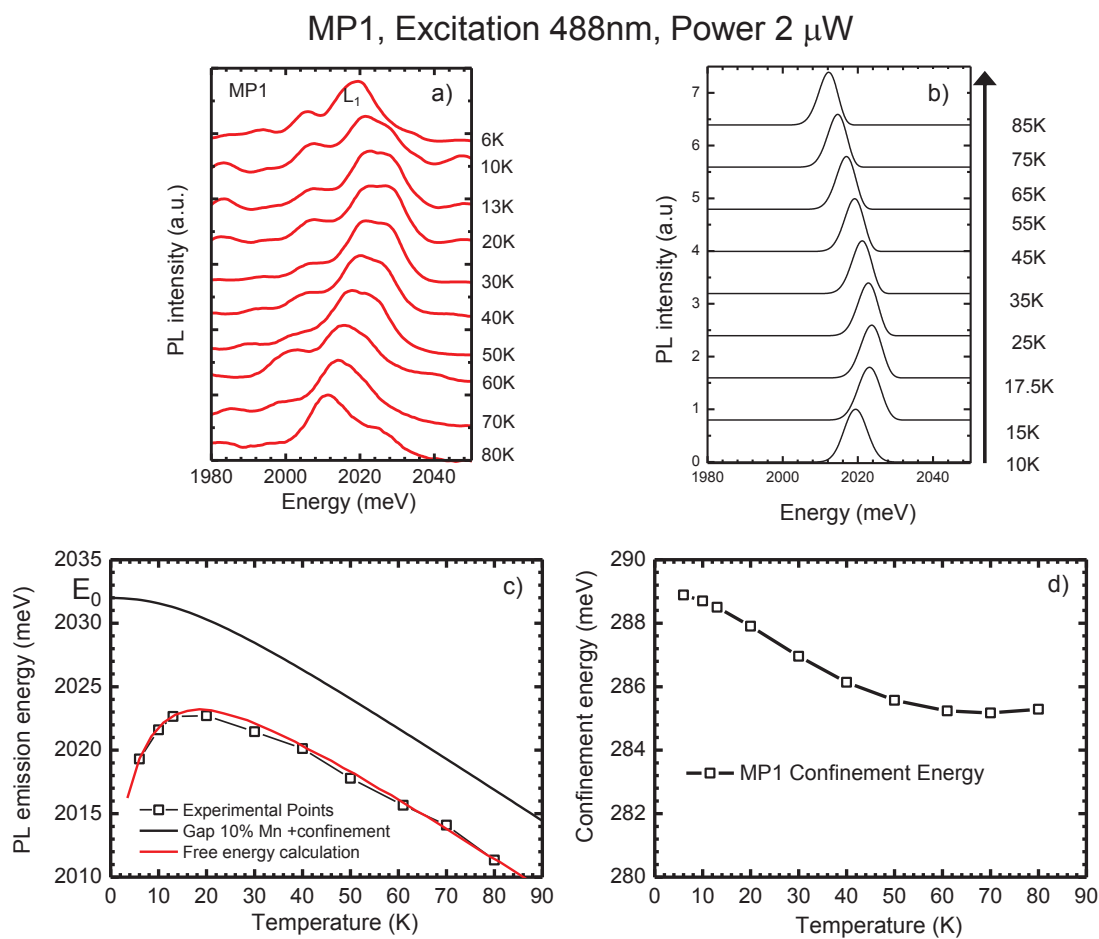 MP1, Excitation 488nm, Power 2 μW
MP1
L1
a)
6K
10K
13K
20K
30K
40K
50K
60K
70K
80K
PL intensity (a.u.)
1980 2000 2020 2040
Energy (meV)
b)
7
6
5
4
3
2
1
0
85K
75K
65K
55K
45K
35K
25K
17.5K
15K
10K
PL intensity (a.u)
1980 2000 2020 2040
Energy (meV)
c)
2035
E0
2030
2025
2020
2015
2010
PL emission energy (meV)
Experimental Points
Gap 10% Mn +confinement
Free energy calculation
0 10 20 30 40 50 60 70 80 90
Temperature (K)
d)
290
288
286
284
282
280
Confinement energy (meV)
MP1 Confinement Energy
0 10 20 30 40 50 60 70 80 90
Temperature (K)